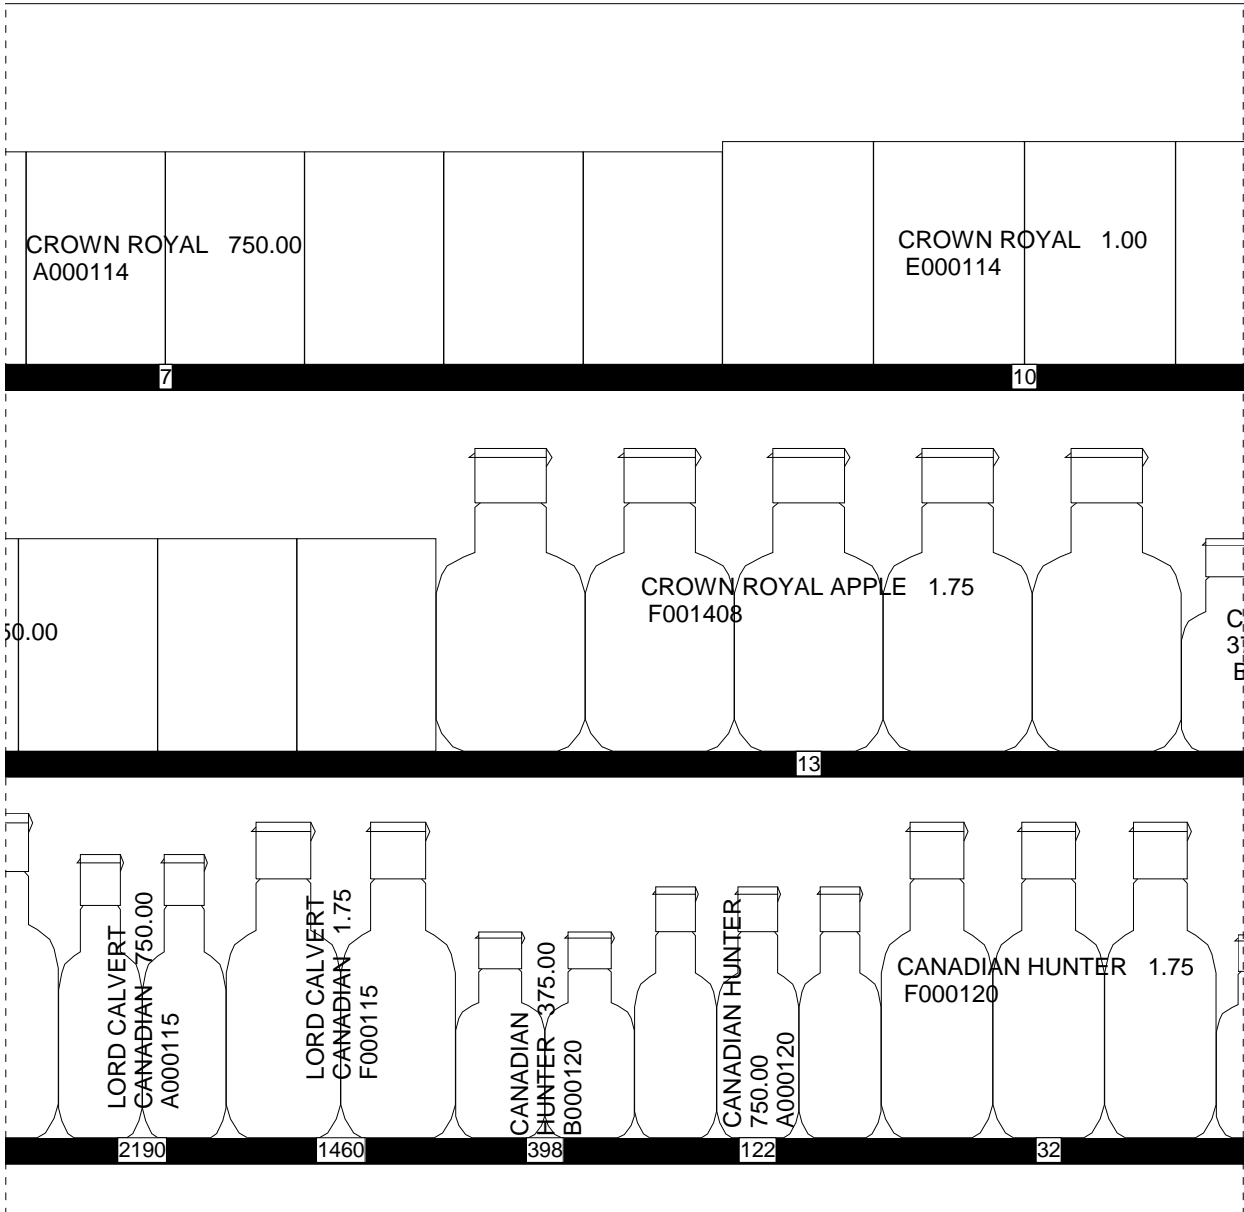 CROWN ROYAL 750.00
A000114
CROWN ROYAL 1.00
E000114
7
10
50.00
CROWN ROYAL APPLE 1.75
F001408
13
LORD CALVERT
CANADIAN 750.00
A000115
LORD CALVERT
CANADIAN 1.75
F000115
CANADIAN
HUNTER 375.00
B000120
CANADIAN HUNTER
750.00
A000120
CANADIAN HUNTER 1.75
F000120
2190
1460
398
122
32